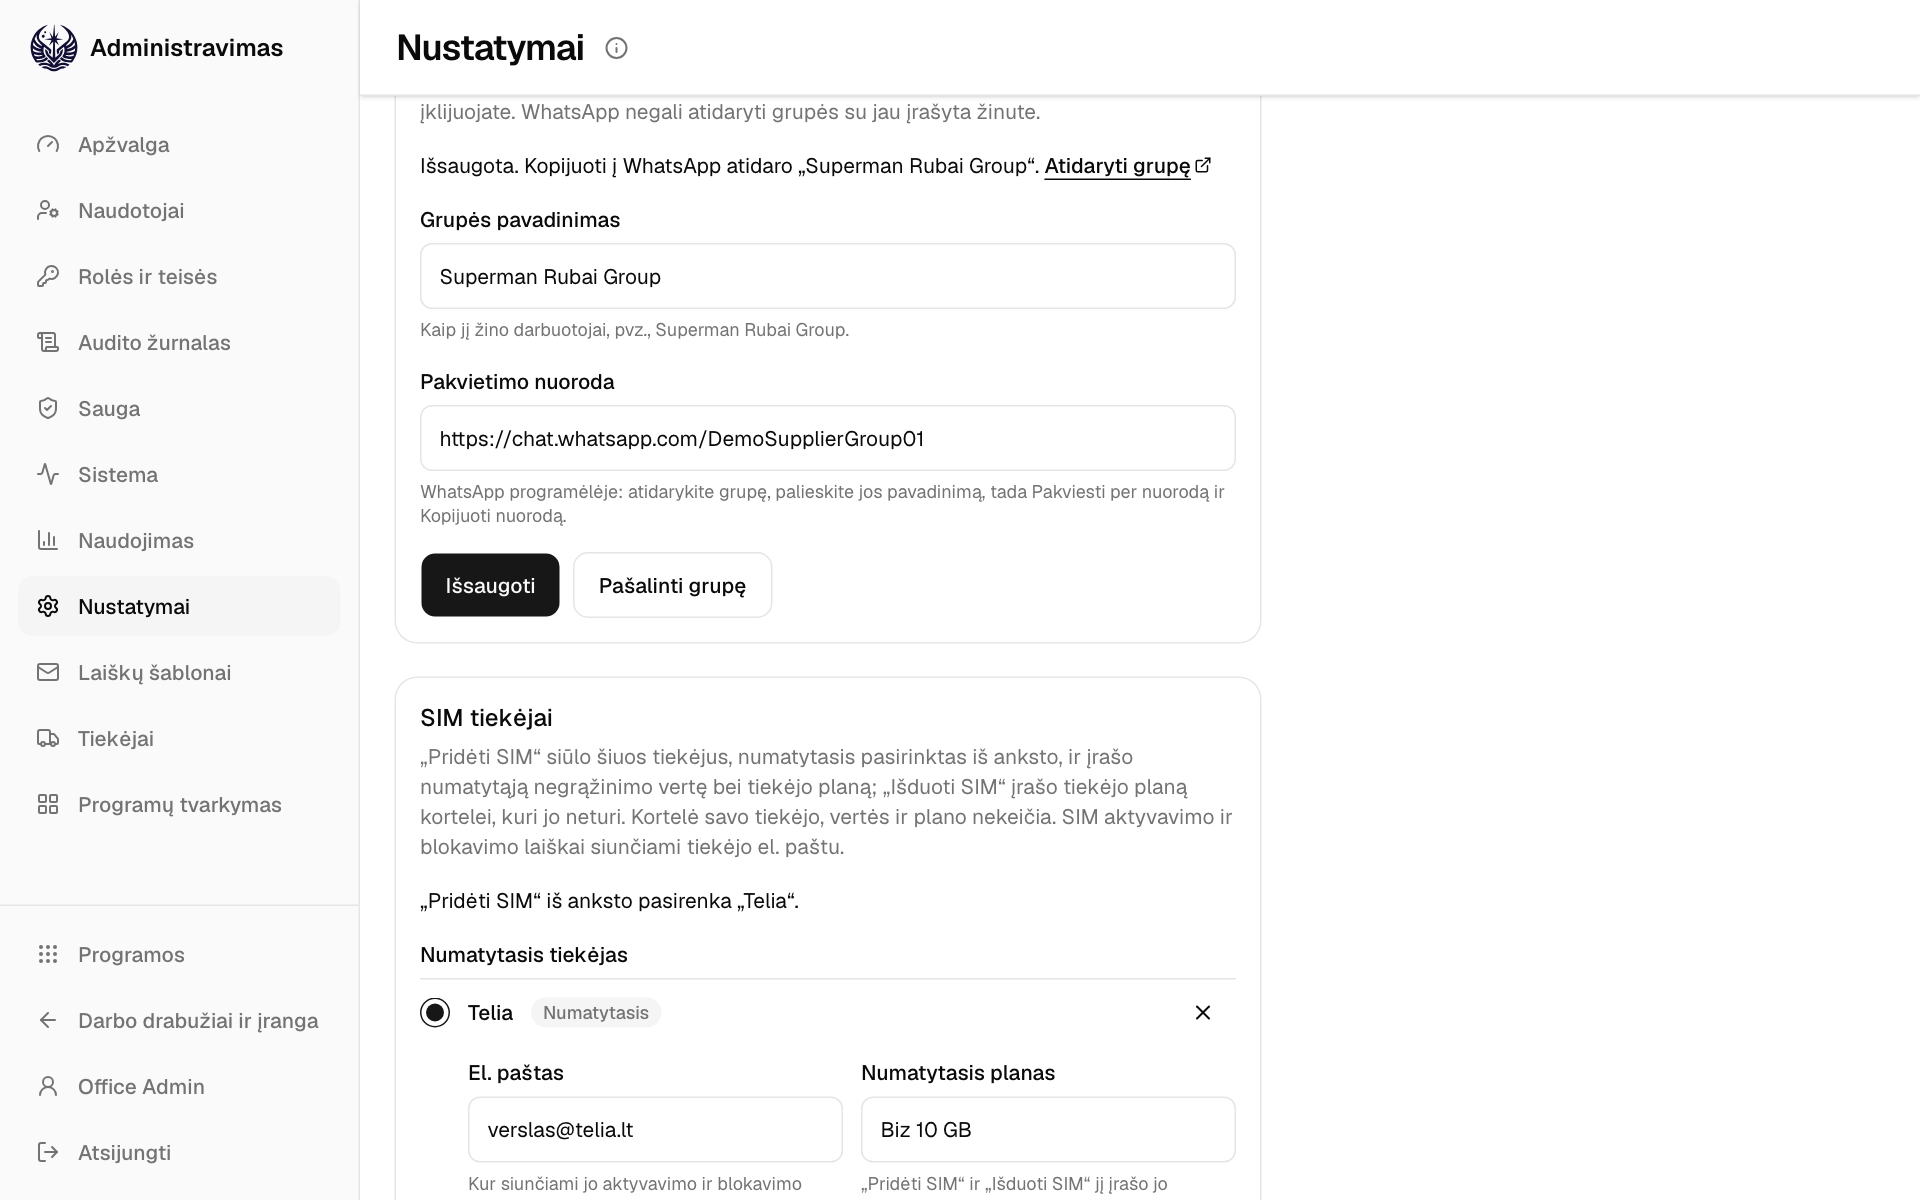 Administravimas
Apžvalga
Naudotojai
Rolės ir teisės
Audito žurnalas
Sauga
Sistema
Naudojimas
Nustatymai
Laiškų šablonai
Tiekėjai
Programų tvarkymas
Programos
Darbo drabužiai ir įranga
Office Admin
Atsijungti
Nustatymai
įklijuojate. WhatsApp negali atidaryti grupės su jau įrašyta žinute.
Išsaugota. Kopijuoti į WhatsApp atidaro „Superman Rubai Group“. Atidaryti grupę
Grupės pavadinimas
Superman Rubai Group
Kaip jį žino darbuotojai, pvz., Superman Rubai Group.
Pakvietimo nuoroda
https://chat.whatsapp.com/DemoSupplierGroup01
WhatsApp programėlėje: atidarykite grupę, palieskite jos pavadinimą, tada Pakviesti per nuorodą ir
Kopijuoti nuorodą.
Išsaugoti
Pašalinti grupę
SIM tiekėjai
„Pridėti SIM“ siūlo šiuos tiekėjus, numatytasis pasirinktas iš anksto, ir įrašo
numatytąją negrąžinimo vertę bei tiekėjo planą; „Išduoti SIM“ įrašo tiekėjo planą
kortelei, kuri jo neturi. Kortelė savo tiekėjo, vertės ir plano nekeičia. SIM aktyvavimo ir
blokavimo laiškai siunčiami tiekėjo el. paštu.
„Pridėti SIM“ iš anksto pasirenka „Telia“.
Numatytasis tiekėjas
Telia
Numatytasis
El. paštas
verslas@telia.lt
Kur siunčiami jo aktyvavimo ir blokavimo
Numatytasis planas
Biz 10 GB
„Pridėti SIM“ ir „Išduoti SIM“ jį įrašo jo